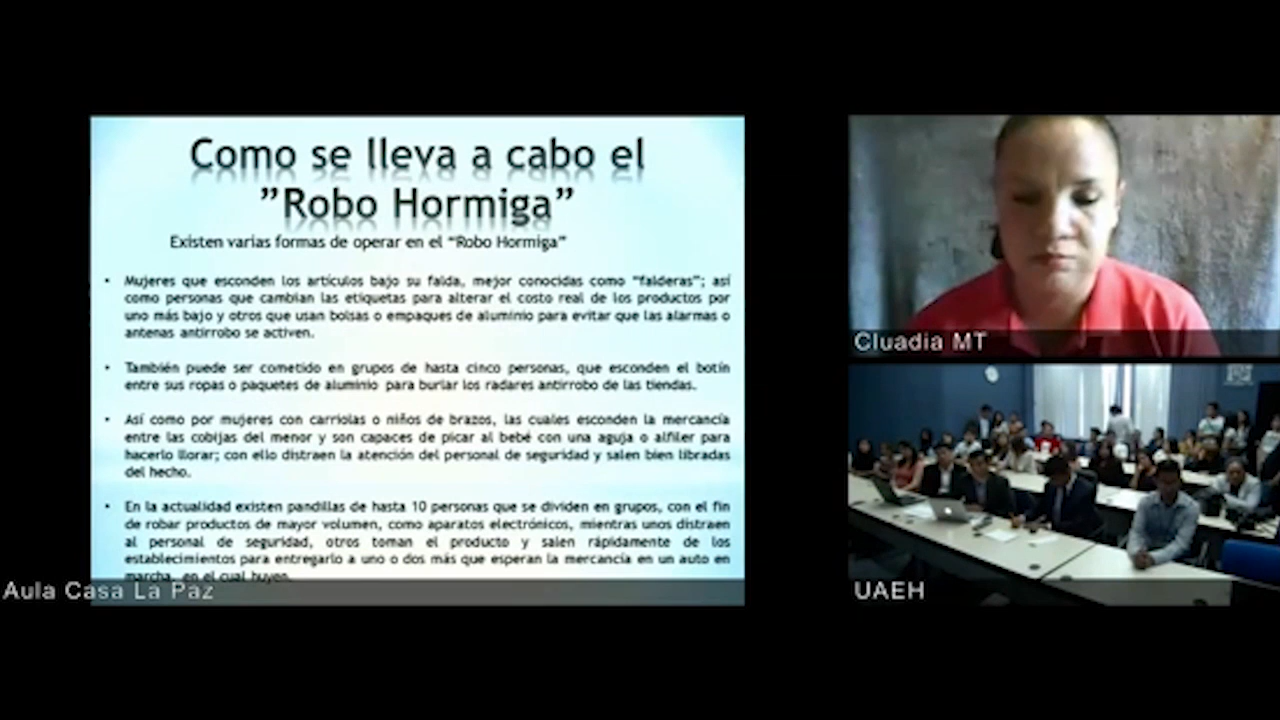 Como se lleva a cabo el
”Robo Hormiga”
Existen varias formas de operar en el “Robo Hormiga”
• Mujeres que esconden los artículos bajo su falda, mejor conocidas como “falderas”; así
como personas que cambian las etiquetas para alterar el costo real de los productos por
uno más bajo y otros que usan bolsas o empaques de aluminio para evitar que las alarmas o
antenas antirrobo se activen.
• También puede ser cometido en grupos de hasta cinco personas, que esconden el botín
entre sus ropas o paquetes de aluminio para burlar los radares antirrobo de las tiendas.
• Así como por mujeres con carriolas o niños de brazos, las cuales esconden la mercancía
entre las cobijas del menor y son capaces de picar al bebé con una aguja o alfiler para
hacerlo llorar; con ello distraen la atención del personal de seguridad y salen bien libradas
del hecho.
• En la actualidad existen pandillas de hasta 10 personas que se dividen en grupos, con el fin
de robar productos de mayor volumen, como aparatos electrónicos, mientras unos distraen
al personal de seguridad, otros toman el producto y salen rápidamente de los
establecimientos para entregarlo a uno o dos más que esperan la mercancía en un auto en
marcha, en el cual huyen.
Aula Casa La Paz
Cluadia MT
UAEH